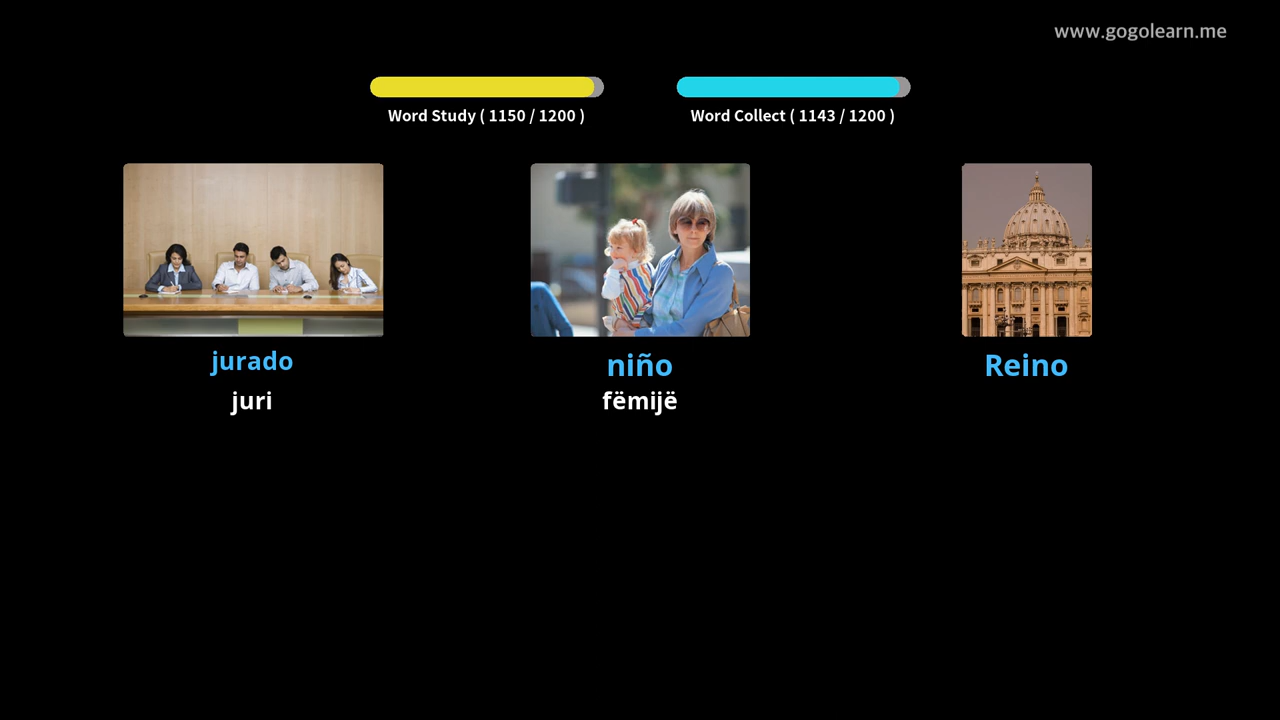 www.gogolearn.me
Word Study ( 1150 / 1200 )
Word Collect ( 1143 / 1200 )
jurado
niño
Reino
juri
fëmijë